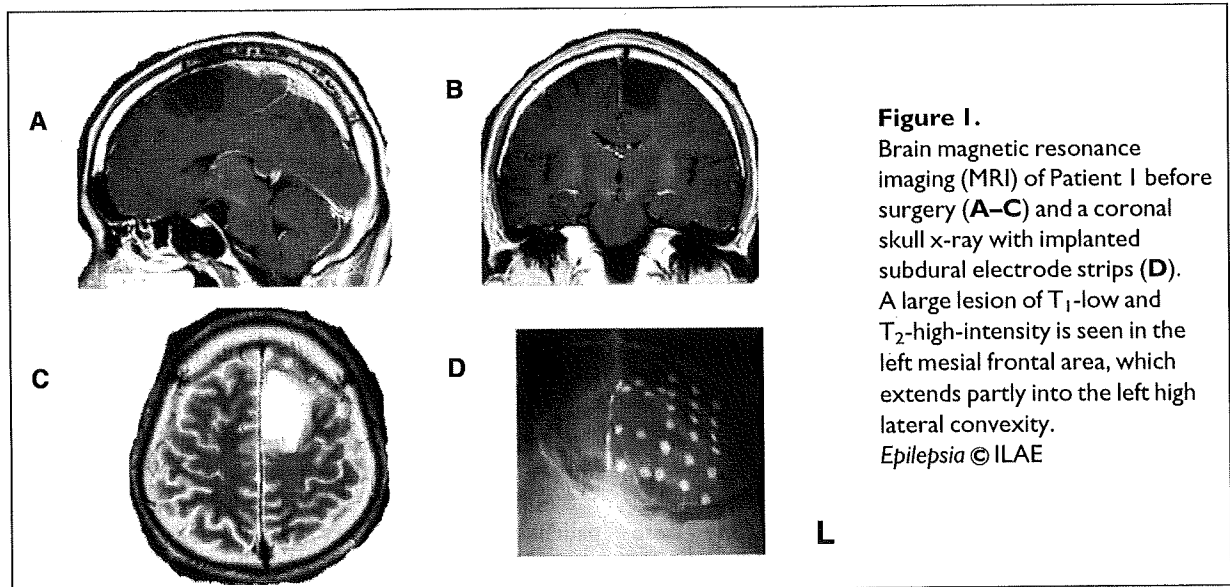 A
B
C
D
L
Figure 1.
Brain magnetic resonance
imaging (MRI) of Patient 1 before
surgery (A–C) and a coronal
skull x-ray with implanted
subdural electrode strips (D).
A large lesion of T₁-low and
T₂-high-intensity is seen in the
left mesial frontal area, which
extends partly into the left high
lateral convexity.
Epilepsia © ILAE